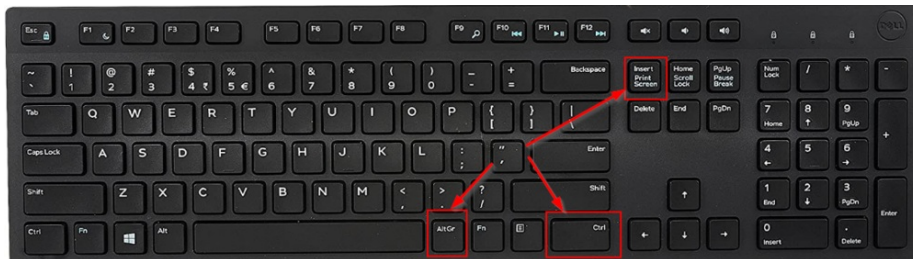 Esc F1 F2 F3 F4 F5 F6 F7 F8 F9 F10 F11 F12 DELL
~ ! @ # $ % ^ & * ( ) _ + Backspace Insert Home PgUp Num / * -
` 1 2 3 4 ₹ 5 € 6 7 8 9 0 - = Print Screen Scroll Lock Pause Break Lock
Tab Q W E R T Y U I O P { } | Delete End PgDn 7 8 9 +
[ ] \ Home ↑ PgUp
Caps Lock A S D F G H J K L : " Enter 4 5 6
; ' ← →
Shift Z X C V B N M < > ? Shift ↑ 1 2 3 Enter
, . / End ↓ PgDn
Ctrl Fn Alt Alt Gr Fn Ctrl ← ↓ → 0 .
Insert Delete